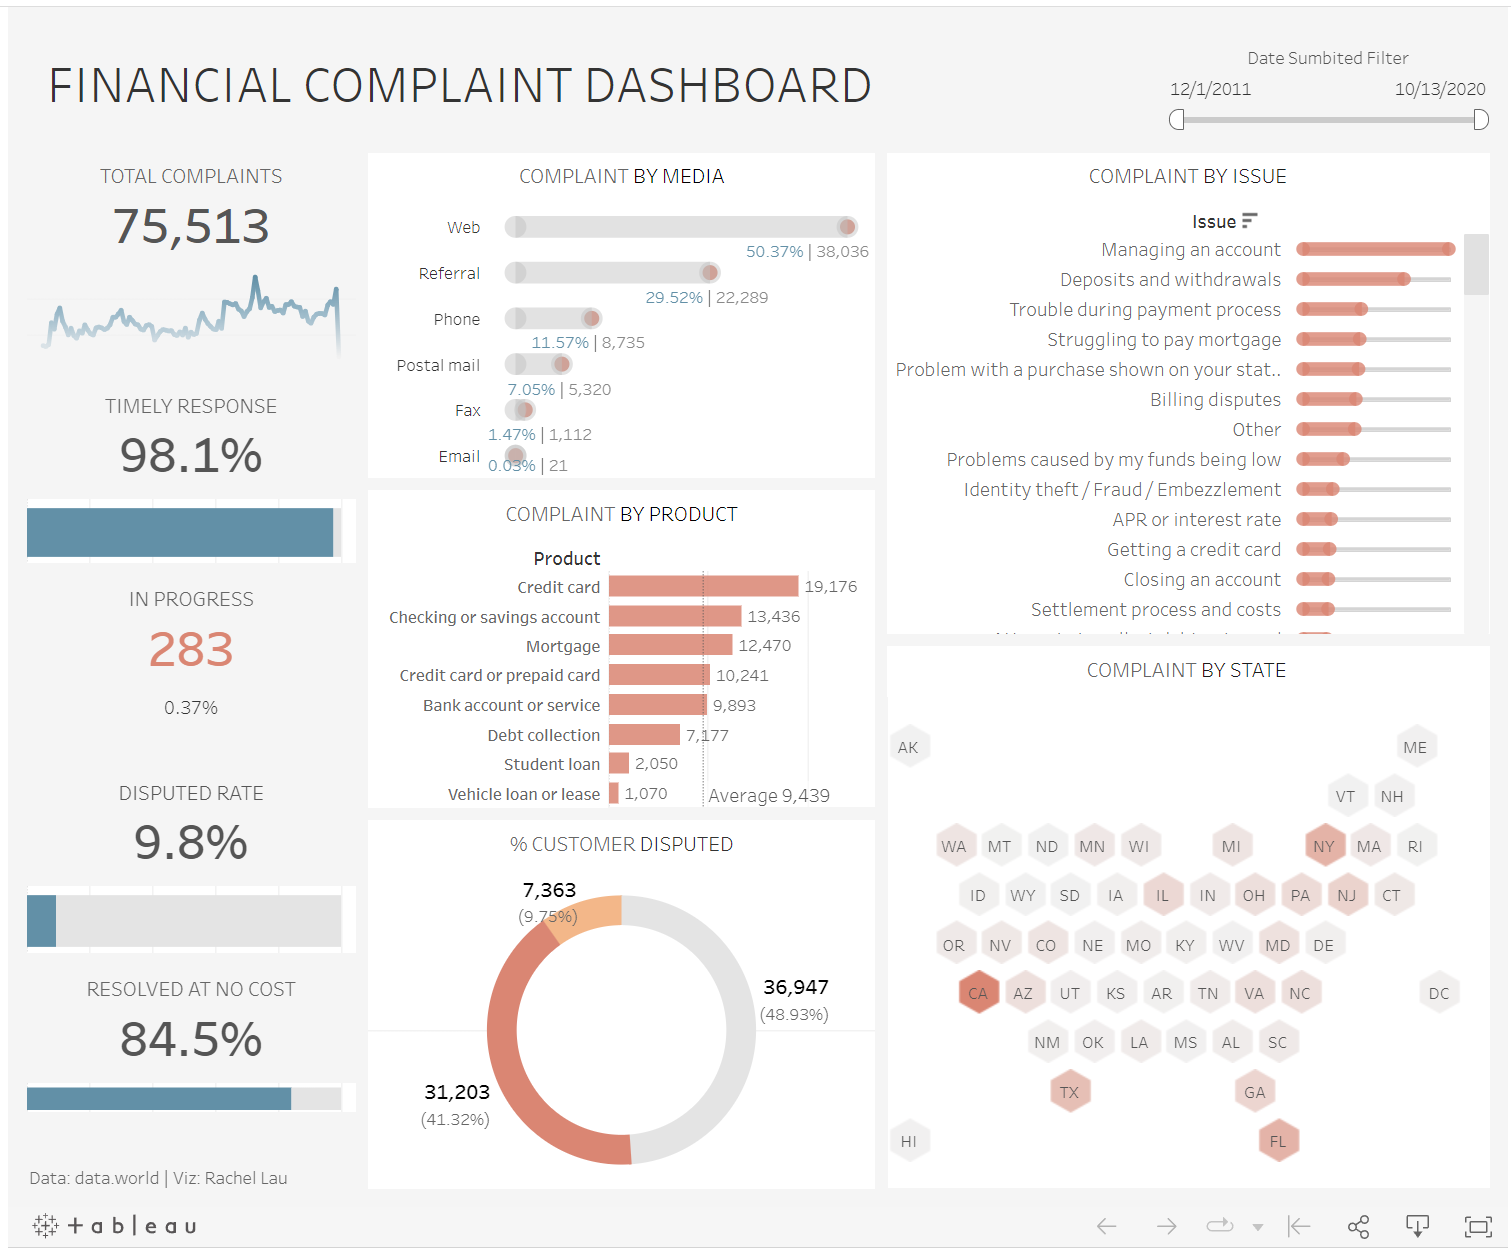 FINANCIAL COMPLAINT DASHBOARD
Date Sumbited Filter
12/1/2011 10/13/2020
TOTAL COMPLAINTS
75,513
TIMELY RESPONSE
98.1%
IN PROGRESS
283
0.37%
DISPUTED RATE
9.8%
RESOLVED AT NO COST
84.5%
Data: data.world | Viz: Rachel Lau
COMPLAINT BY MEDIA
Web
50.37% | 38,036
Referral
29.52% | 22,289
Phone
11.57% | 8,735
Postal mail
7.05% | 5,320
Fax
1.47% | 1,112
Email
0.03% | 21
COMPLAINT BY PRODUCT
Product
Credit card 19,176
Checking or savings account 13,436
Mortgage 12,470
Credit card or prepaid card 10,241
Bank account or service 9,893
Debt collection 7,177
Student loan 2,050
Vehicle loan or lease 1,070
Average 9,439
% CUSTOMER DISPUTED
7,363
(9.75%)
36,947
(48.93%)
31,203
(41.32%)
COMPLAINT BY ISSUE
Issue
Managing an account
Deposits and withdrawals
Trouble during payment process
Struggling to pay mortgage
Problem with a purchase shown on your stat..
Billing disputes
Other
Problems caused by my funds being low
Identity theft / Fraud / Embezzlement
APR or interest rate
Getting a credit card
Closing an account
Settlement process and costs
COMPLAINT BY STATE
AK ME
VT NH
WA MT ND MN WI MI NY MA RI
ID WY SD IA IL IN OH PA NJ CT
OR NV CO NE MO KY WV MD DE
CA AZ UT KS AR TN VA NC DC
NM OK LA MS AL SC
TX GA
HI FL
+ableau